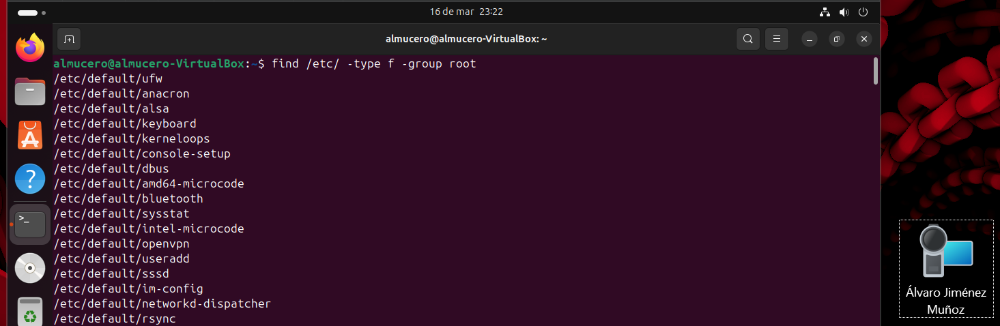 16 de mar 23:22
almucero@almucero-VirtualBox: ~
almucero@almucero-VirtualBox:~$ find /etc/ -type f -group root
/etc/default/ufw
/etc/default/anacron
/etc/default/alsa
/etc/default/keyboard
/etc/default/kerneloops
/etc/default/console-setup
/etc/default/dbus
/etc/default/amd64-microcode
/etc/default/bluetooth
/etc/default/sysstat
/etc/default/intel-microcode
/etc/default/openvpn
/etc/default/useradd
/etc/default/sssd
/etc/default/im-config
/etc/default/networkd-dispatcher
/etc/default/rsync
Álvaro Jiménez
Muñoz